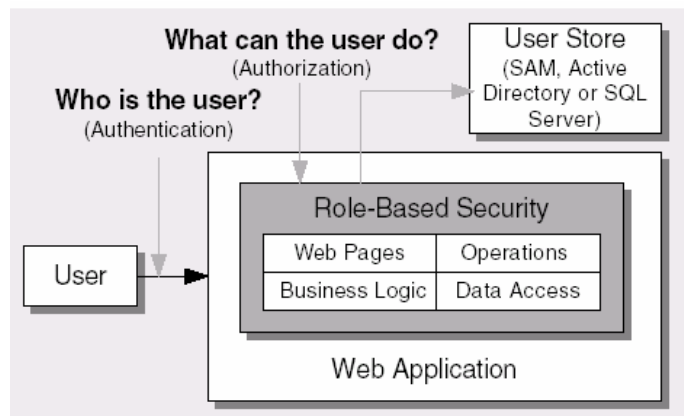 What can the user do?
(Authorization)
Who is the user?
(Authentication)
User Store
(SAM, Active
Directory or SQL
Server)
User
Role-Based Security
Web Pages
Operations
Business Logic
Data Access
Web Application